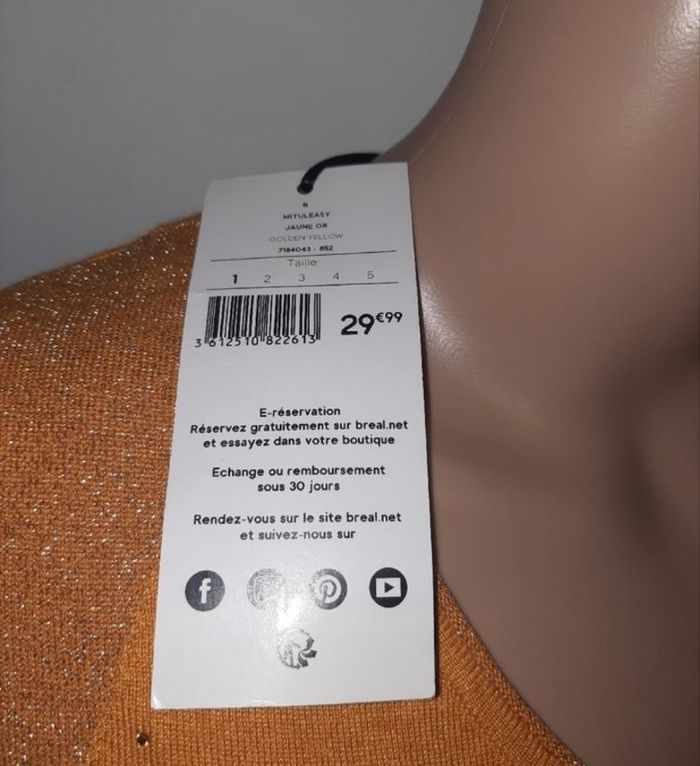 B
MITULEASY
JAUNE OR
GOLDEN YELLOW
7184043 - 852
Taille:
1 2 3 4 5
3 612510 822613
29€99
E-réservation
Réservez gratuitement sur breal.net
et essayez dans votre boutique
Echange ou remboursement
sous 30 jours
Rendez-vous sur le site breal.net
et suivez-nous sur